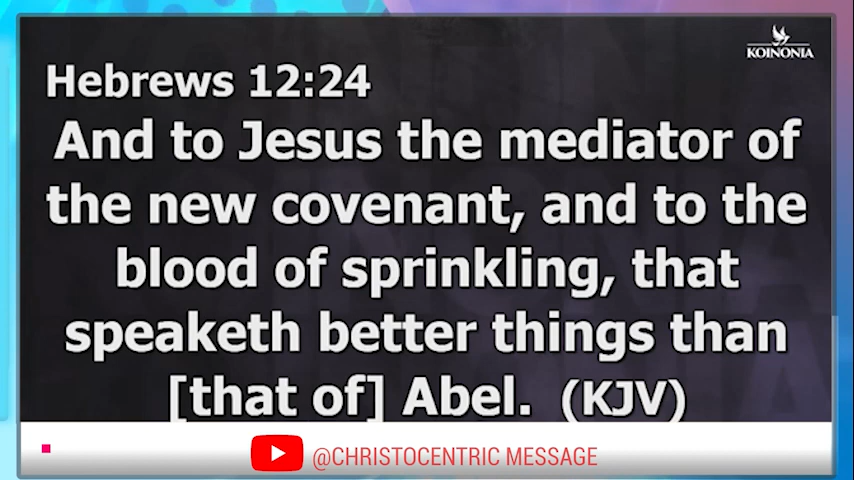 KOINONIA
Hebrews 12:24
And to Jesus the mediator of
the new covenant, and to the
blood of sprinkling, that
speaketh better things than
[that of] Abel. (KJV)
@CHRISTOCENTRIC MESSAGE